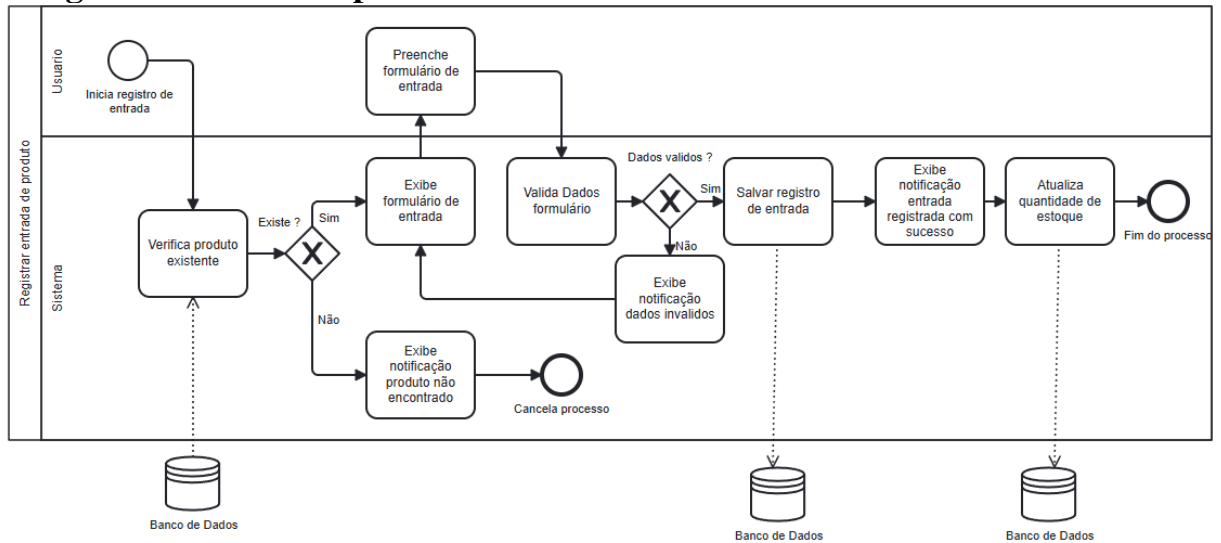 Registrar entrada de produto
Usuario
Sistema
Inicia registro de
entrada
Preenche
formulário de
entrada
Verifica produto
existente
Existe ?
Sim
Não
Exibe
formulário de
entrada
Exibe
notificação
produto não
encontrado
Cancela processo
Valida Dados
formulário
Dados validos ?
Sim
Não
Exibe
notificação
dados invalidos
Salvar registro
de entrada
Exibe
notificação
entrada
registrada com
sucesso
Atualiza
quantidade de
estoque
Fim do processo
Banco de Dados
Banco de Dados
Banco de Dados